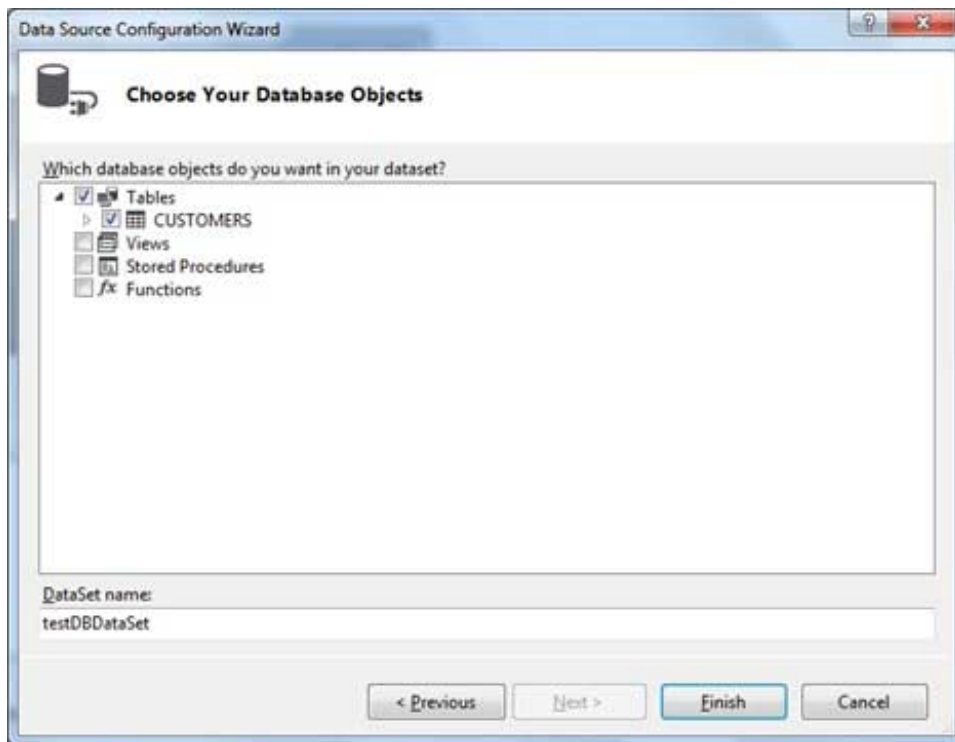 Data Source Configuration Wizard
Choose Your Database Objects
Which database objects do you want in your dataset?
Tables
CUSTOMERS
Views
Stored Procedures
fx Functions
DataSet name:
testDBDataSet
< Previous Next > Finish Cancel